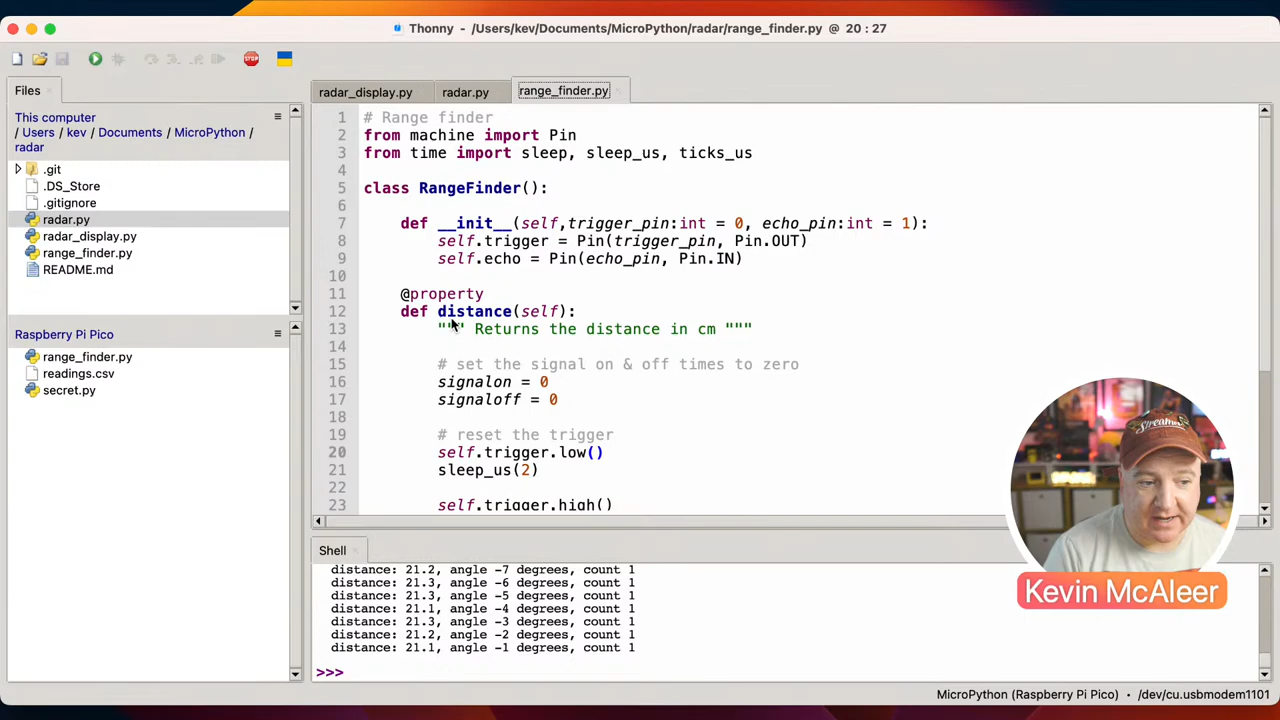 Thonny - /Users/kev/Documents/MicroPython/radar/range_finder.py @ 20 : 27
STOP
Files
This computer
/ Users / kev / Documents / MicroPython /
radar
.git
.DS_Store
.gitignore
radar.py
radar_display.py
range_finder.py
README.md
Raspberry Pi Pico
range_finder.py
readings.csv
secret.py
radar_display.py
radar.py
range_finder.py
1 # Range finder
2 from machine import Pin
3 from time import sleep, sleep_us, ticks_us
4
5 class RangeFinder():
6
7 def __init__(self,trigger_pin:int = 0, echo_pin:int = 1):
8 self.trigger = Pin(trigger_pin, Pin.OUT)
9 self.echo = Pin(echo_pin, Pin.IN)
10
11 @property
12 def distance(self):
13 """ Returns the distance in cm """
14
15 # set the signal on & off times to zero
16 signalon = 0
17 signaloff = 0
18
19 # reset the trigger
20 self.trigger.low()
21 sleep_us(2)
22
23 self.trigger.high()
Shell
distance: 21.2, angle -7 degrees, count 1
distance: 21.3, angle -6 degrees, count 1
distance: 21.3, angle -5 degrees, count 1
distance: 21.1, angle -4 degrees, count 1
distance: 21.3, angle -3 degrees, count 1
distance: 21.2, angle -2 degrees, count 1
distance: 21.1, angle -1 degrees, count 1
>>>
Kevin McAleer
MicroPython (Raspberry Pi Pico) • /dev/cu.usbmodem1101